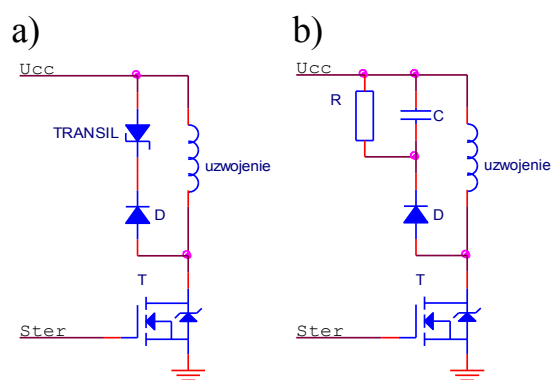 a)
Ucc
TRANSIL
uzwojenie
D
T
Ster
b)
Ucc
R
C
uzwojenie
D
T
Ster